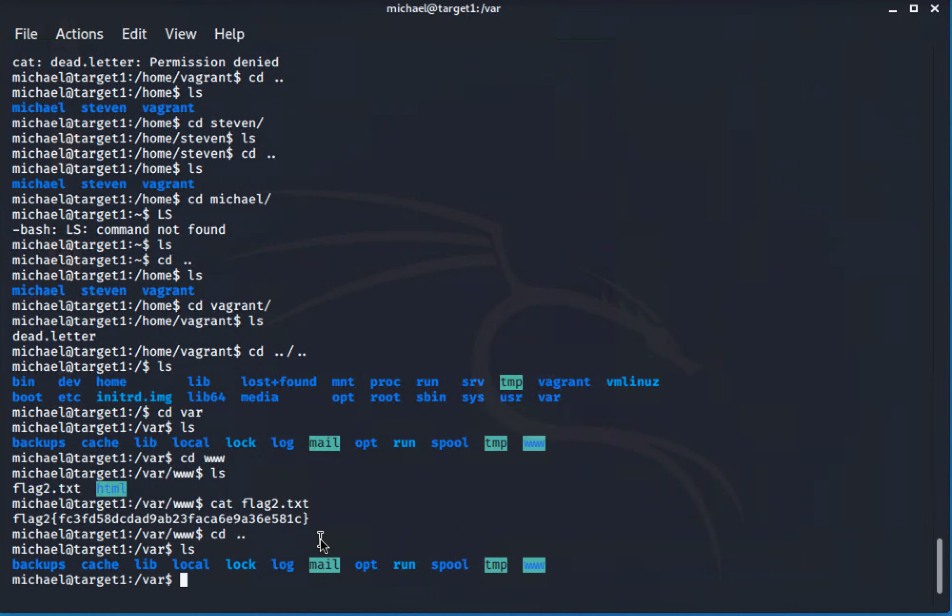 michael@target1:/var
File Actions Edit View Help
cat: dead.letter: Permission denied
michael@target1:/home/vagrant$ cd ..
michael@target1:/home$ ls
michael steven vagrant
michael@target1:/home$ cd steven/
michael@target1:/home/steven$ ls
michael@target1:/home/steven$ cd ..
michael@target1:/home$ ls
michael steven vagrant
michael@target1:/home$ cd michael/
michael@target1:~$ LS
-bash: LS: command not found
michael@target1:~$ ls
michael@target1:~$ cd ..
michael@target1:/home$ ls
michael steven vagrant
michael@target1:/home$ cd vagrant/
michael@target1:/home/vagrant$ ls
dead.letter
michael@target1:/home/vagrant$ cd ../..
michael@target1:/$ ls
bin dev home lib lost+found mnt proc run srv tmp vagrant vmlinuz
boot etc initrd.img lib64 media opt root sbin sys usr var
michael@target1:/$ cd var
michael@target1:/var$ ls
backups cache lib local lock log mail opt run spool tmp www
michael@target1:/var$ cd www
michael@target1:/var/www$ ls
flag2.txt html
michael@target1:/var/www$ cat flag2.txt
flag2{fc3fd58dcdad9ab23faca6e9a36e581c}
michael@target1:/var/www$ cd ..
michael@target1:/var$ ls
backups cache lib local lock log mail opt run spool tmp www
michael@target1:/var$